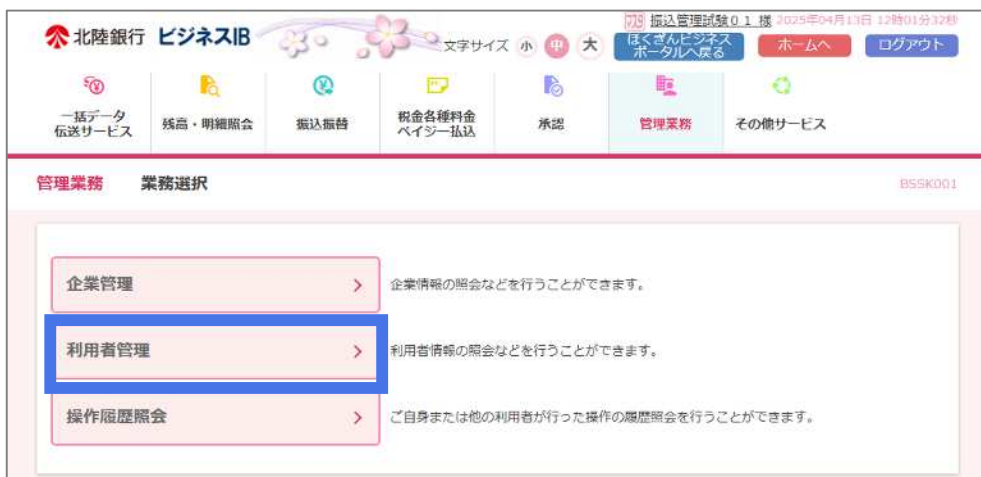 北陸銀行 ビジネスIB
振込管理試験01 様 2025年04月13日 12時01分32秒
文字サイズ 小 中 大
ほくぎんビジネス
ポータルへ戻る
ホームへ
ログアウト
一括データ
伝送サービス
残高・明細照会
振込振替
税金各種料金
ペイジー払込
承認
管理業務
その他サービス
管理業務 業務選択
BSSK001
企業管理
企業情報の照会などを行うことができます。
利用者管理
利用者情報の照会などを行うことができます。
操作履歴照会
ご自身または他の利用者が行った操作の履歴照会を行うことができます。